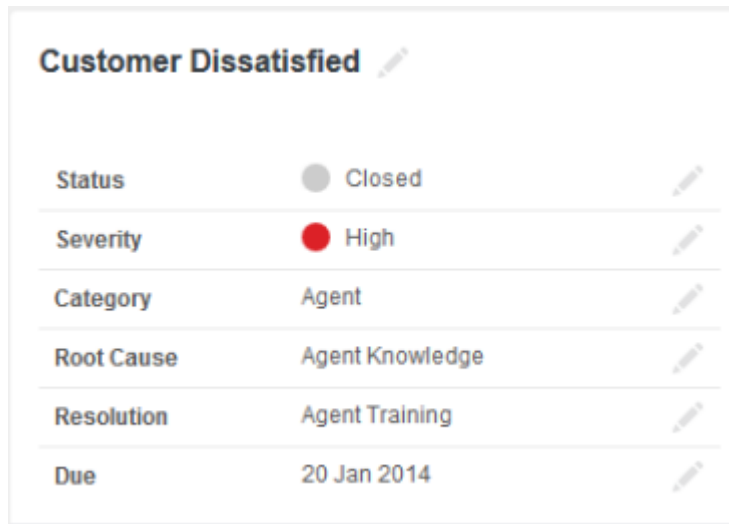 Customer Dissatisfied
Status Closed
Severity High
Category Agent
Root Cause Agent Knowledge
Resolution Agent Training
Due 20 Jan 2014